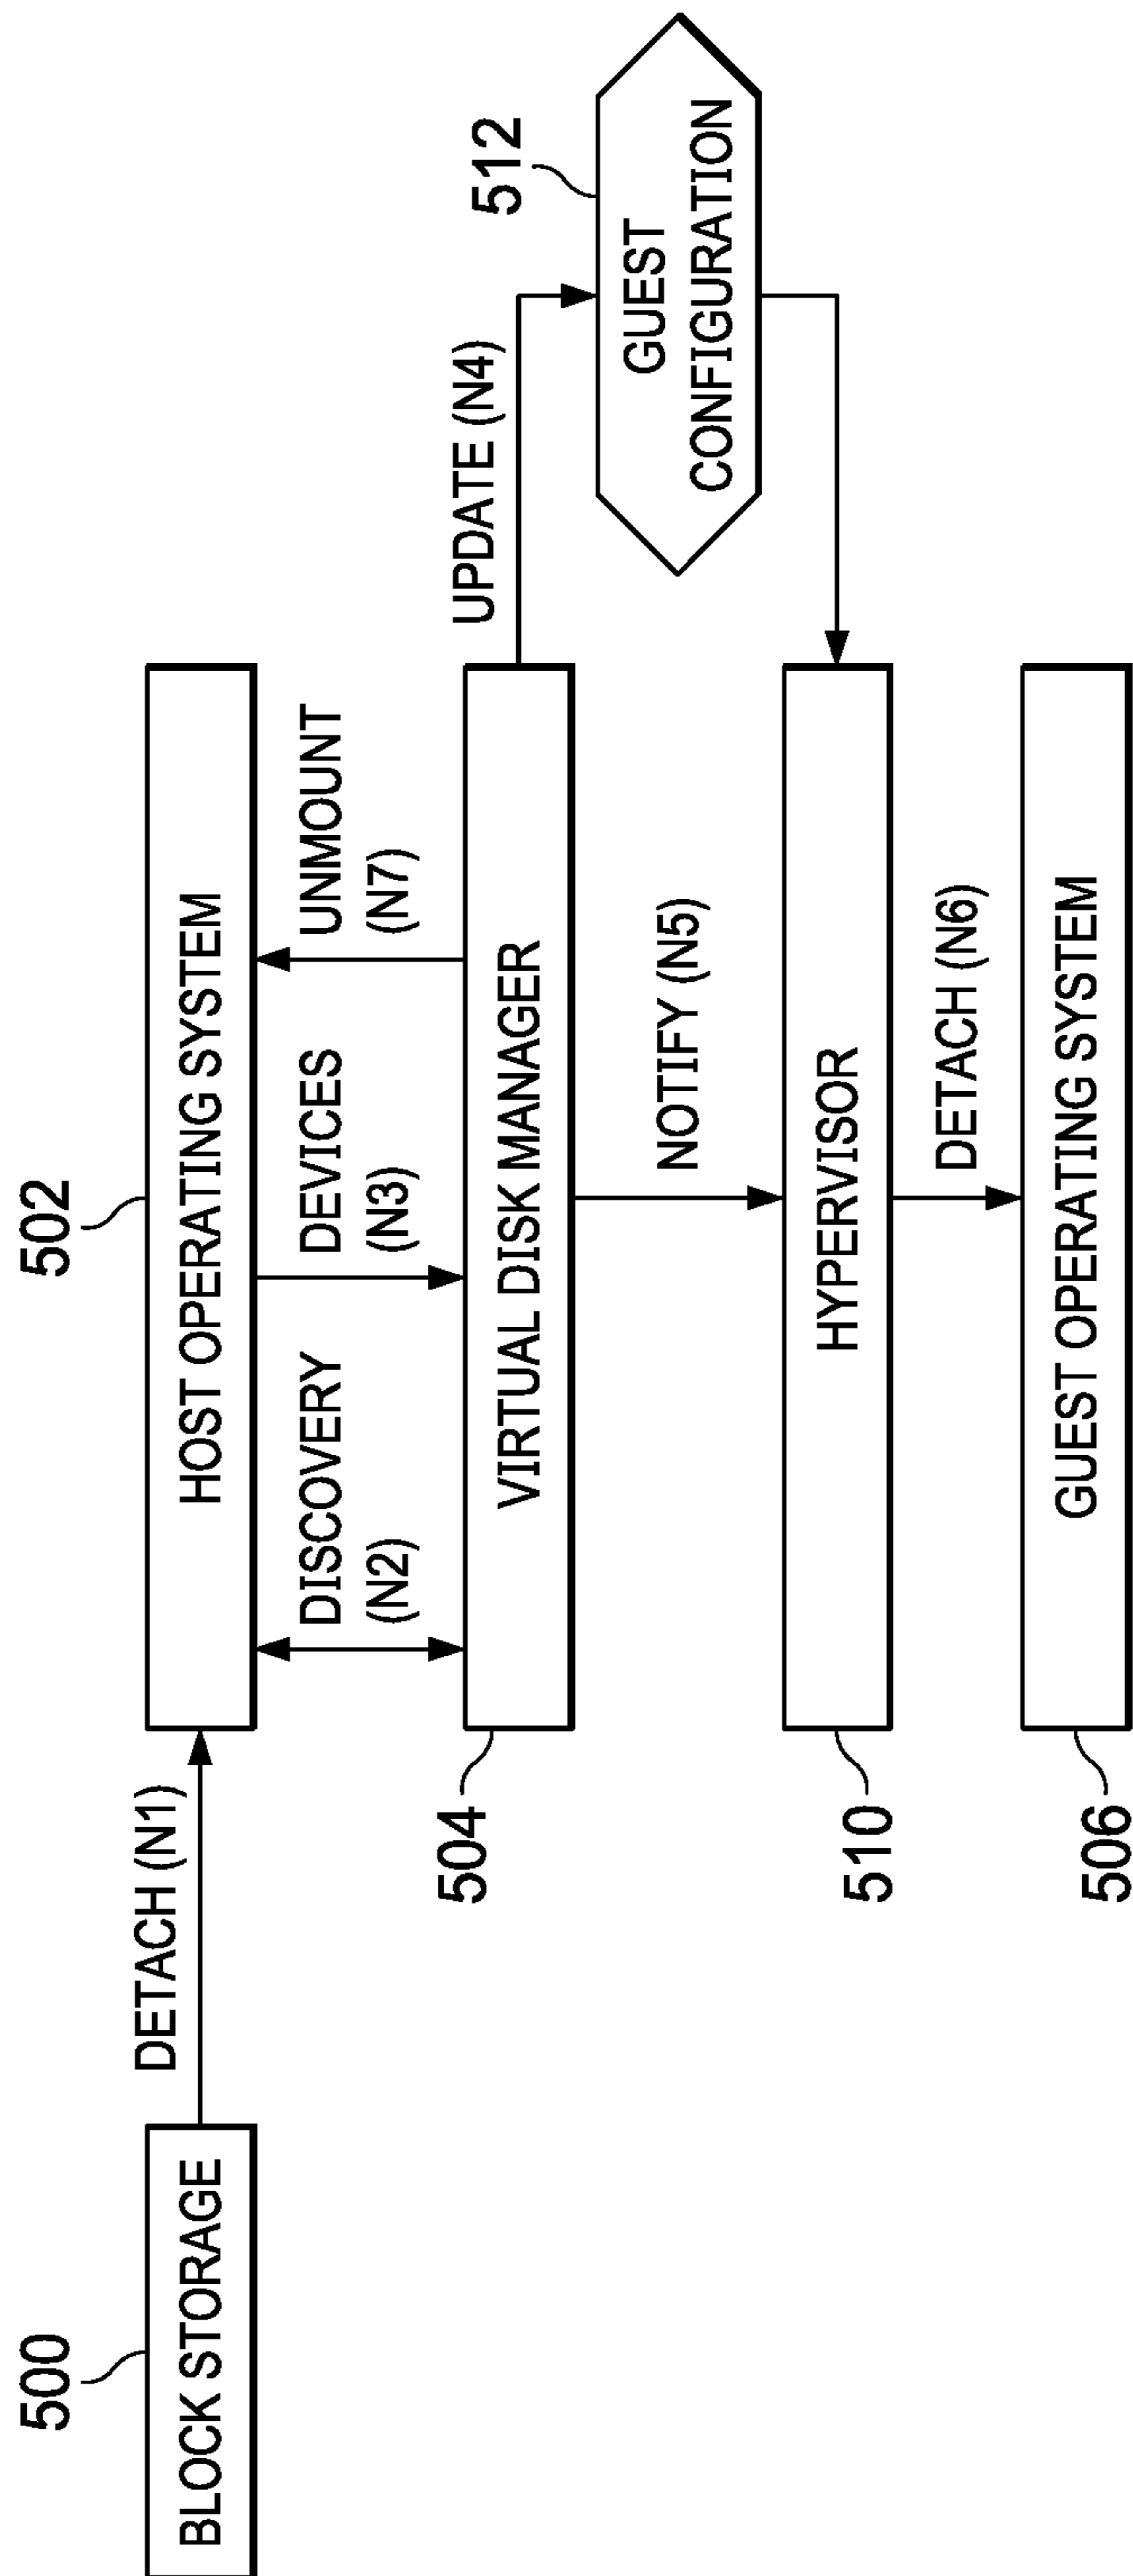 500
BLOCK STORAGE
DETACH (N1)
502
HOST OPERATING SYSTEM
DISCOVERY
(N2)
DEVICES
(N3)
UNMOUNT
(N7)
504
VIRTUAL DISK MANAGER
UPDATE (N4)
512
GUEST
CONFIGURATION
NOTIFY (N5)
510
HYPERVISOR
DETACH (N6)
506
GUEST OPERATING SYSTEM